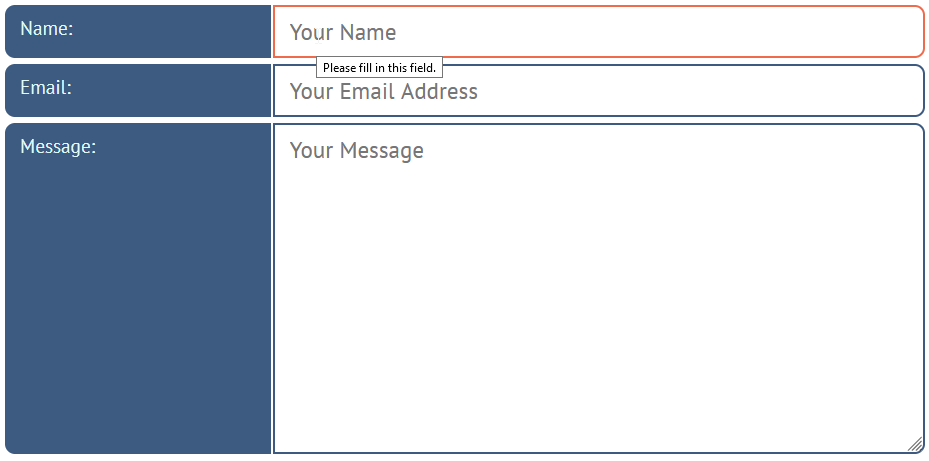 Name:
Your Name
Please fill in this field.
Email:
Your Email Address
Message:
Your Message